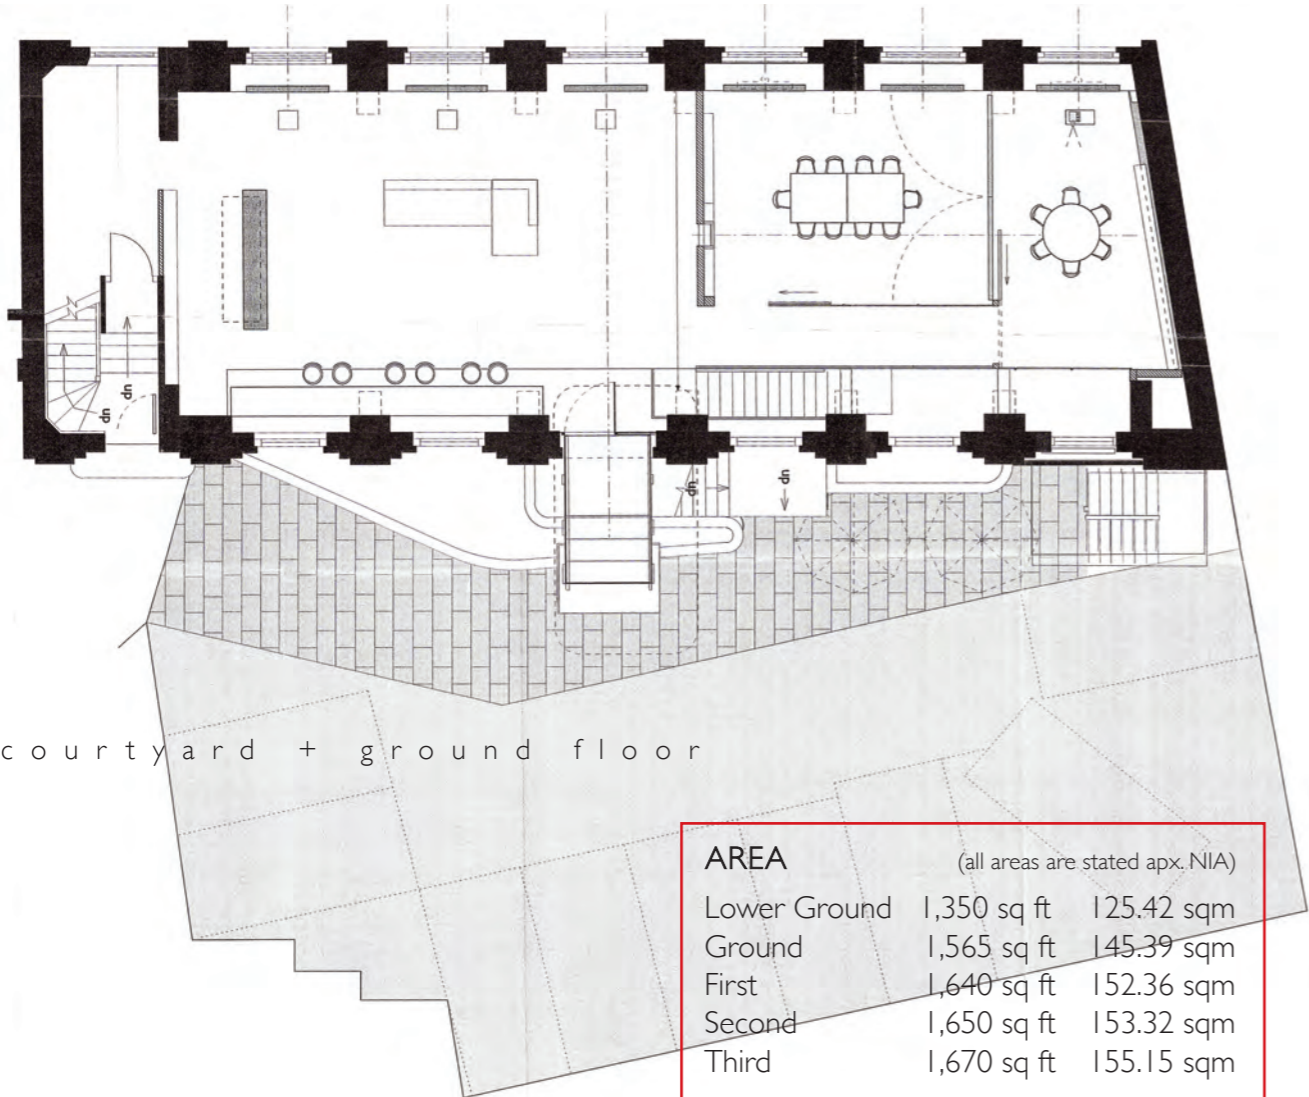 dn
dn
dn
dn
courtyard + ground floor
AREA (all areas are stated apx. NIA)
Lower Ground 1,350 sq ft 125.42 sqm
Ground 1,565 sq ft 145.39 sqm
First 1,640 sq ft 152.36 sqm
Second 1,650 sq ft 153.32 sqm
Third 1,670 sq ft 155.15 sqm